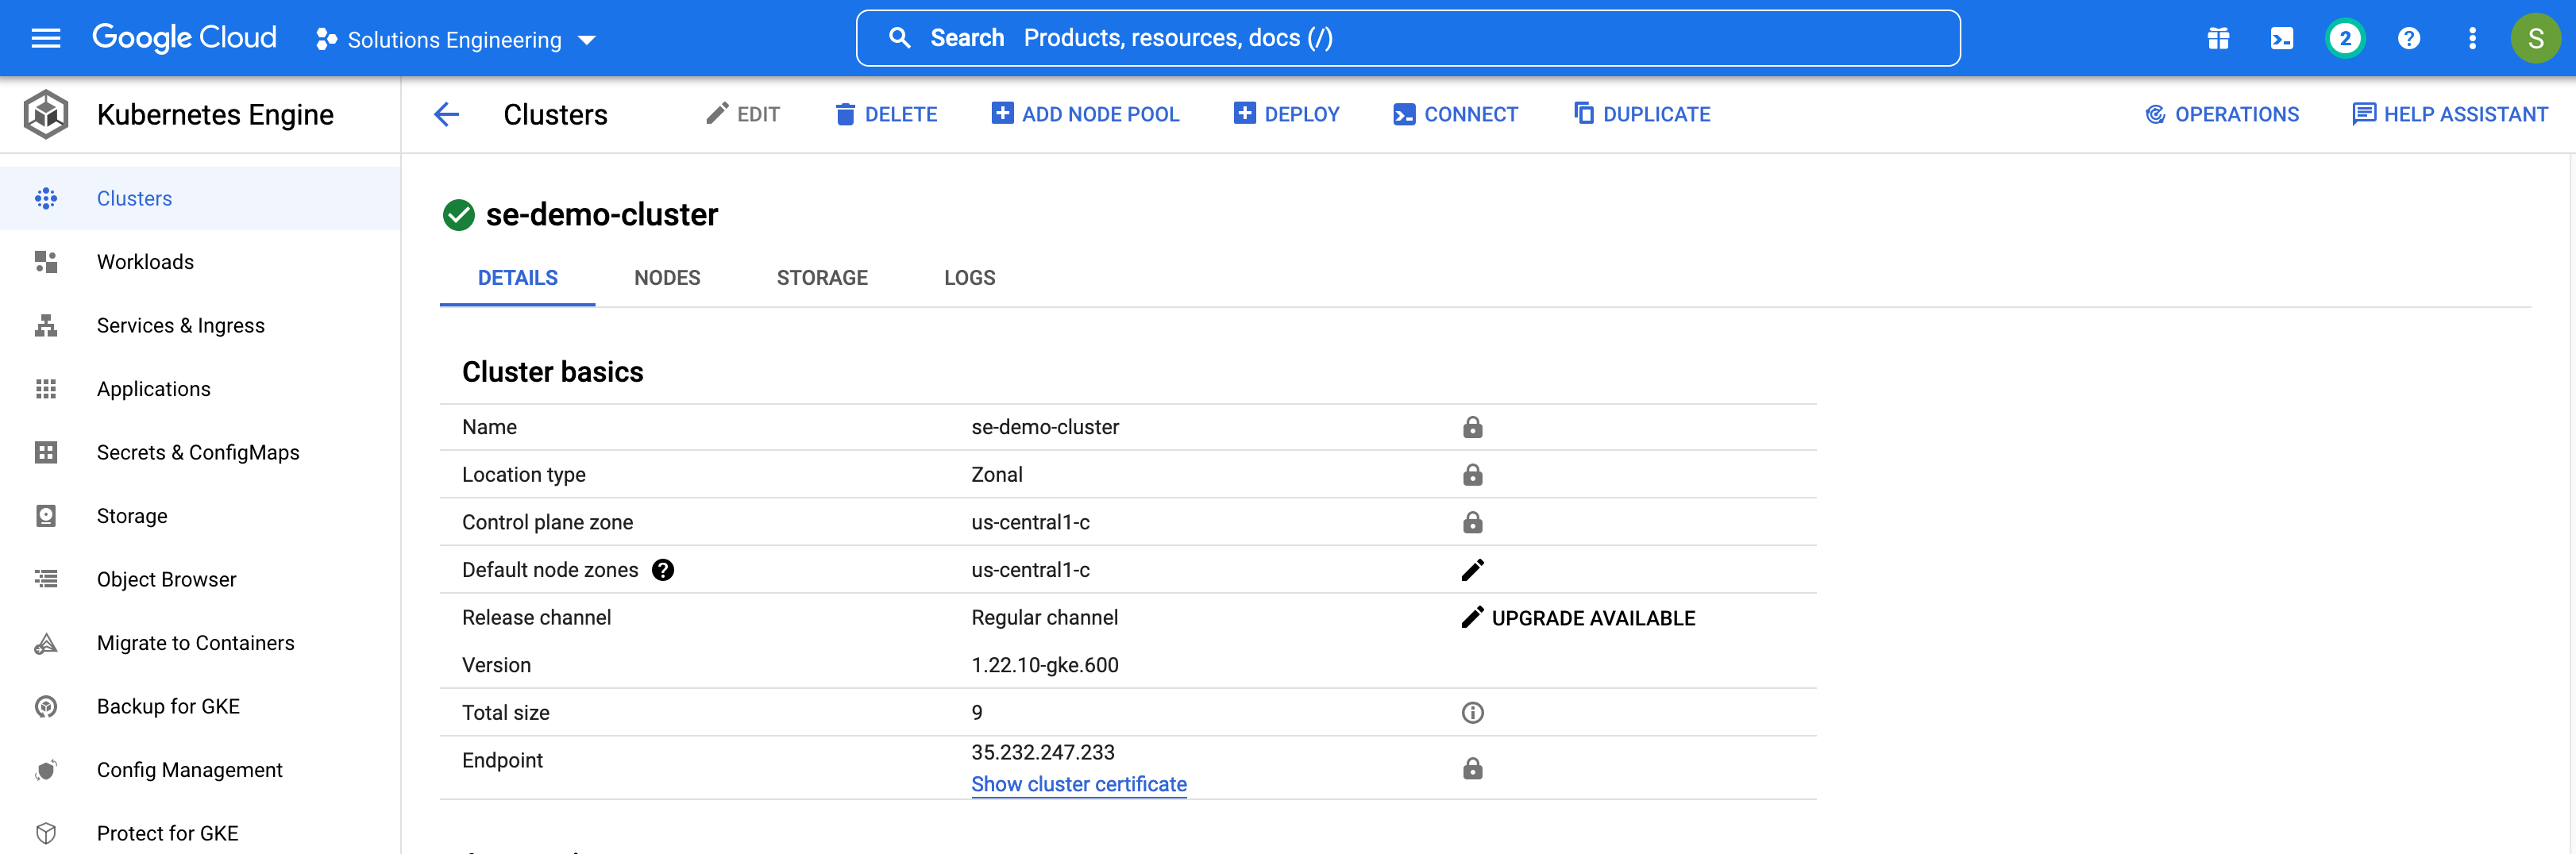 Google Cloud
Solutions Engineering
Search Products, resources, docs (/)
2
S
Kubernetes Engine
Clusters
EDIT
DELETE
ADD NODE POOL
DEPLOY
CONNECT
DUPLICATE
OPERATIONS
HELP ASSISTANT
Clusters
Workloads
Services & Ingress
Applications
Secrets & ConfigMaps
Storage
Object Browser
Migrate to Containers
Backup for GKE
Config Management
Protect for GKE
se-demo-cluster
DETAILS
NODES
STORAGE
LOGS
Cluster basics
Name se-demo-cluster
Location type Zonal
Control plane zone us-central1-c
Default node zones us-central1-c
Release channel Regular channel UPGRADE AVAILABLE
Version 1.22.10-gke.600
Total size 9
Endpoint 35.232.247.233
Show cluster certificate